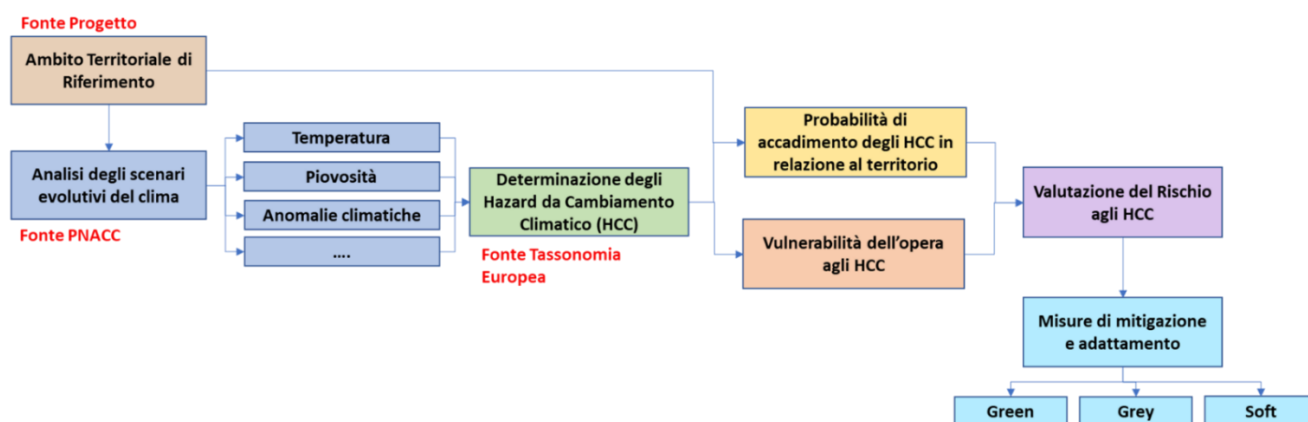 Fonte Progetto
Ambito Territoriale di
Riferimento
Analisi degli scenari
evolutivi del clima
Fonte PNACC
Temperatura
Piovosità
Anomalie climatiche
....
Determinazione degli
Hazard da Cambiamento
Climatico (HCC)
Fonte Tassonomia
Europea
Probabilità di
accadimento degli HCC in
relazione al territorio
Vulnerabilità dell'opera
agli HCC
Valutazione del Rischio
agli HCC
Misure di mitigazione
e adattamento
Green
Grey
Soft